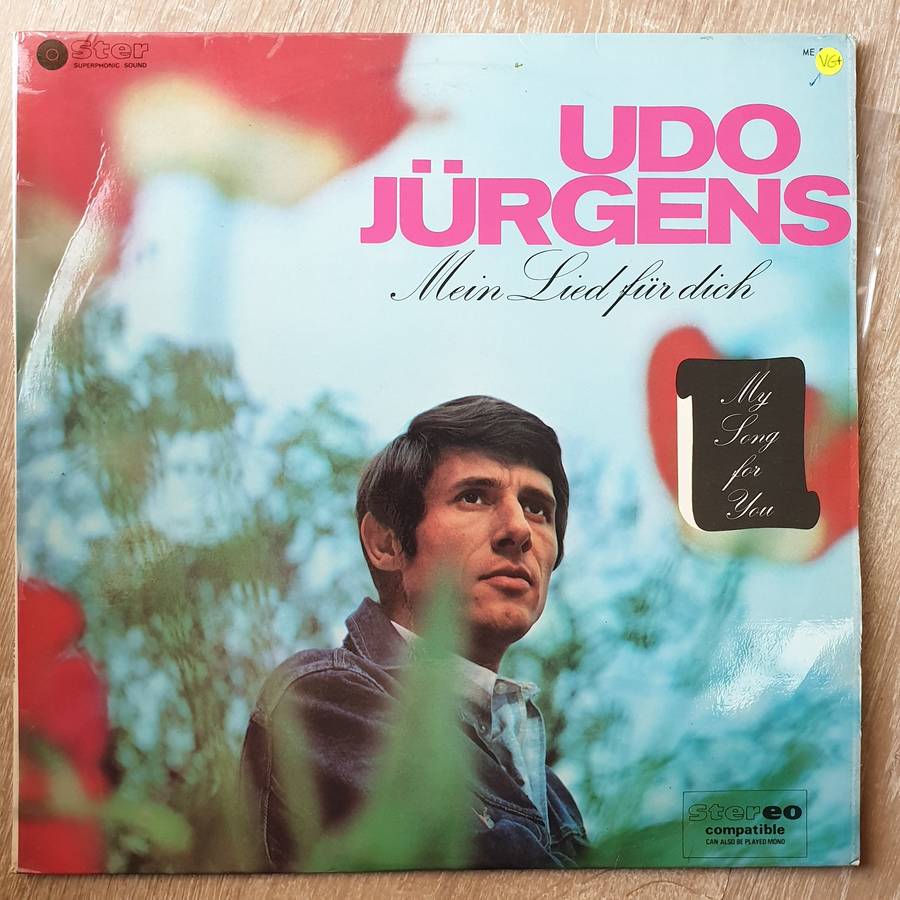 Ster
SUPERPHONIC SOUND
ME
VG+
UDO
JÜRGENS
Mein Lied für dich
My
Song
for
You
Stereo
compatible
CAN ALSO BE PLAYED MONO